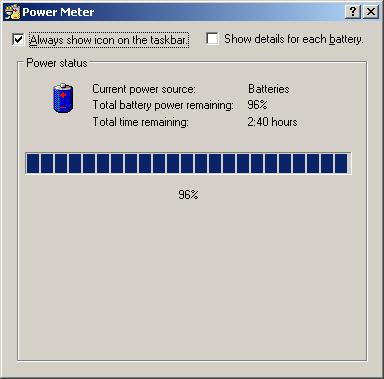 Power Meter
Always show icon on the taskbar.
Show details for each battery.
Power status
Current power source: Batteries
Total battery power remaining: 96%
Total time remaining: 2:40 hours
96%